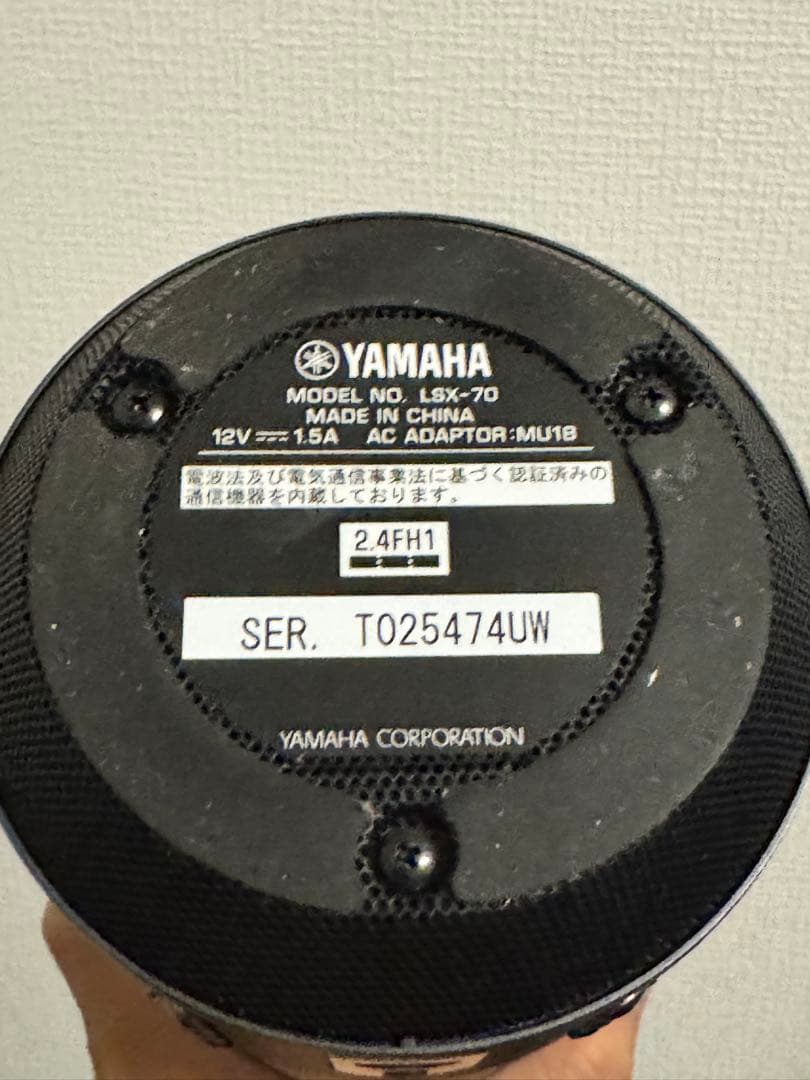 YAMAHA
MODEL NO. LSX-70
MADE IN CHINA
12V⎓1.5A AC ADAPTOR:MU18
電波法及び電気通信事業法に基づく認証済みの
通信機器を内蔵しております。
2.4FH1
SER. T025474UW
YAMAHA CORPORATION